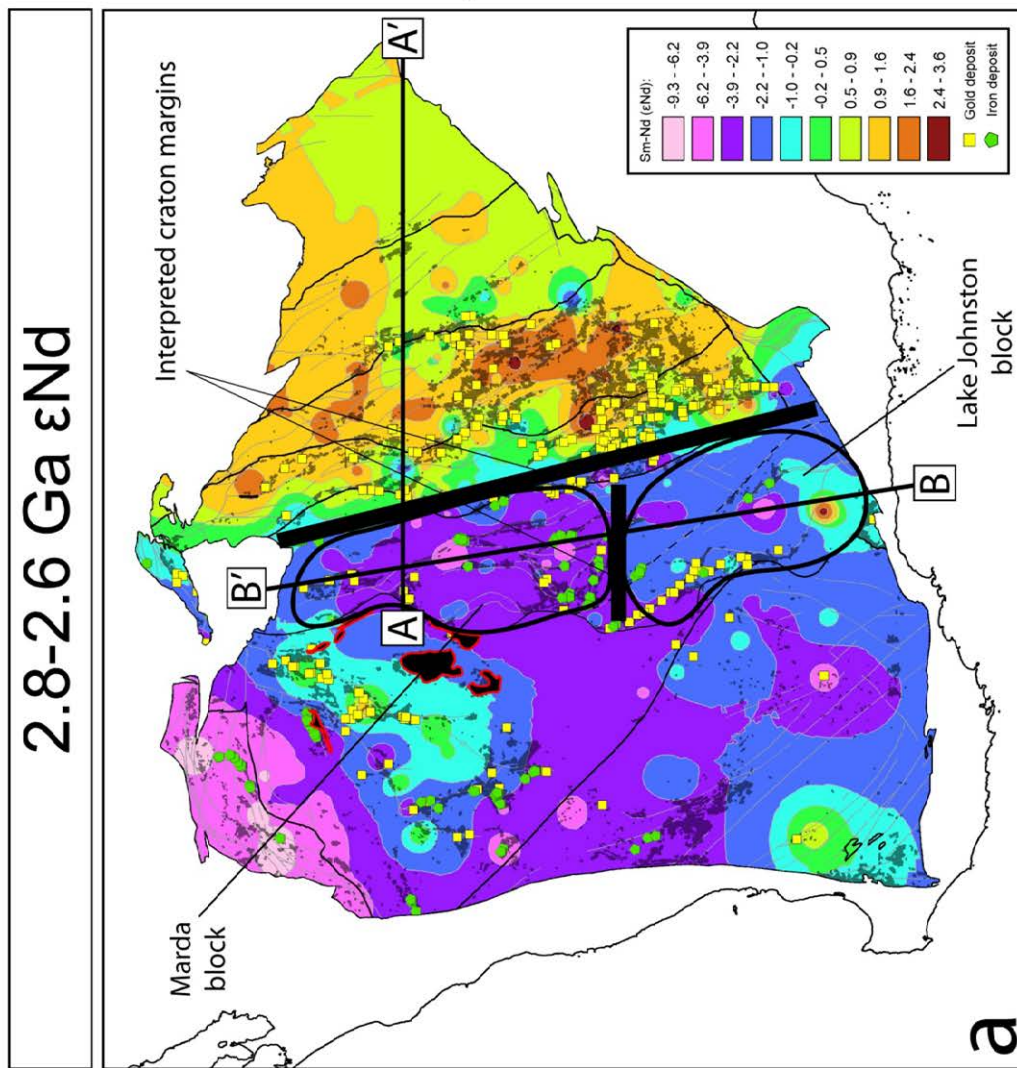 2.8-2.6 Ga εNd
A'
Interpreted craton margins
B'
A
Marda
block
B
Lake Johnston
block
Sm-Nd (εNd):
-9.3 - -6.2
-6.2 - -3.9
-3.9 - -2.2
-2.2 - -1.0
-1.0 - -0.2
-0.2 - 0.5
0.5 - 0.9
0.9 - 1.6
1.6 - 2.4
2.4 - 3.6
Gold deposit
Iron deposit
a